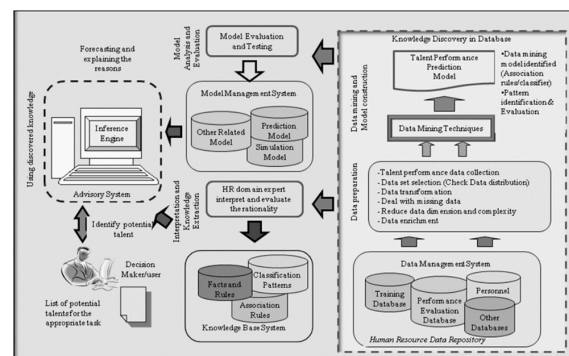 Forecasting and
explaining the
reasons
Using discovered knowledge
Inference
Engine
Advisory System
Identify potential
talent
Decision
Maker/user
List of potential
talents for the
appropriate task
Model
Analysis and
Evaluation
Model Evaluation
and Testing
Model Management System
Other Related
Model
Prediction
Model
Simulation
Model
Interpretation and
Knowledge
Extraction
HR domain expert
interpret and evaluate
the rationality
Facts and
Rules
Classification
Patterns
Association
Rules
Knowledge Base System
Knowledge Discovery in Database
Data mining and
Model construction
Talent Performance
Prediction
Model
•Data mining
model identified
(Association
rules/classifier)
•Pattern
identification &
Evaluation
Data Mining Techniques
Data preparation
-Talent performance data collection
- Data set selection (Check Data distribution)
- Data transformation
- Deal with missing data
- Reduce data dimension and complexity
- Data enrichment
Data Management System
Training
Database
Performance
Evaluation
Database
Personnel
Other
Databases
Human Resource Data Repository